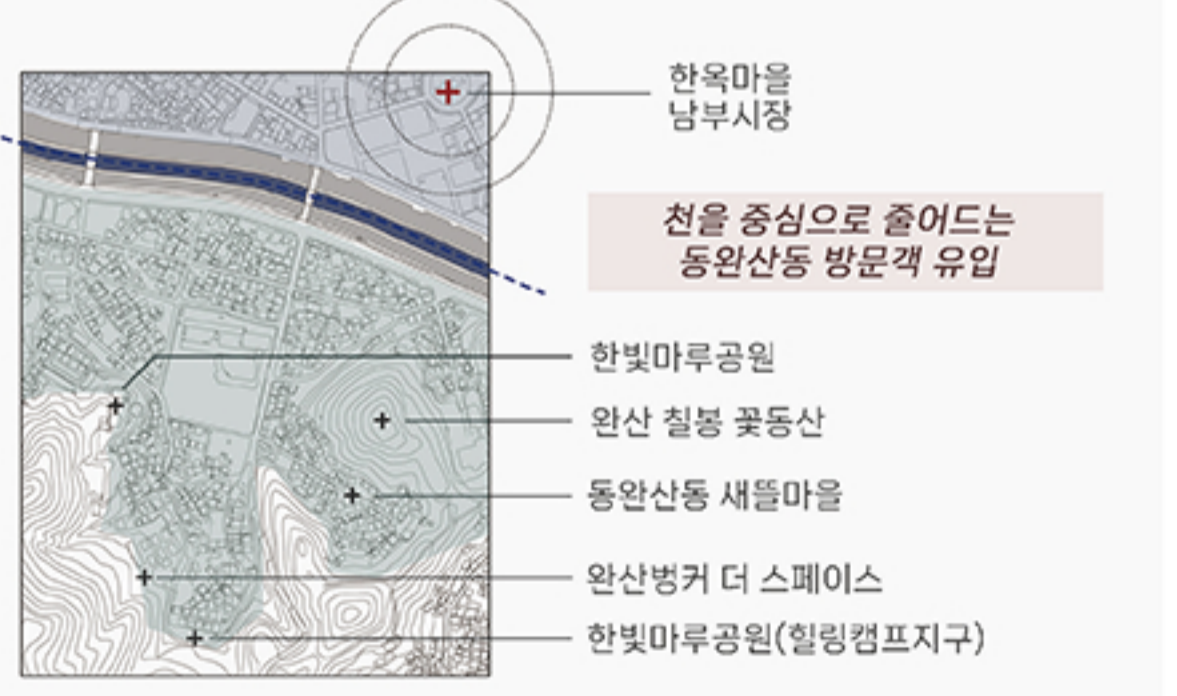 한옥마을
남부시장
천을 중심으로 줄어드는
동완산동 방문객 유입
한빛마루공원
완산 칠봉 꽃동산
동완산동 새뜰마을
완산벙커 더 스페이스
한빛마루공원(힐링캠프지구)